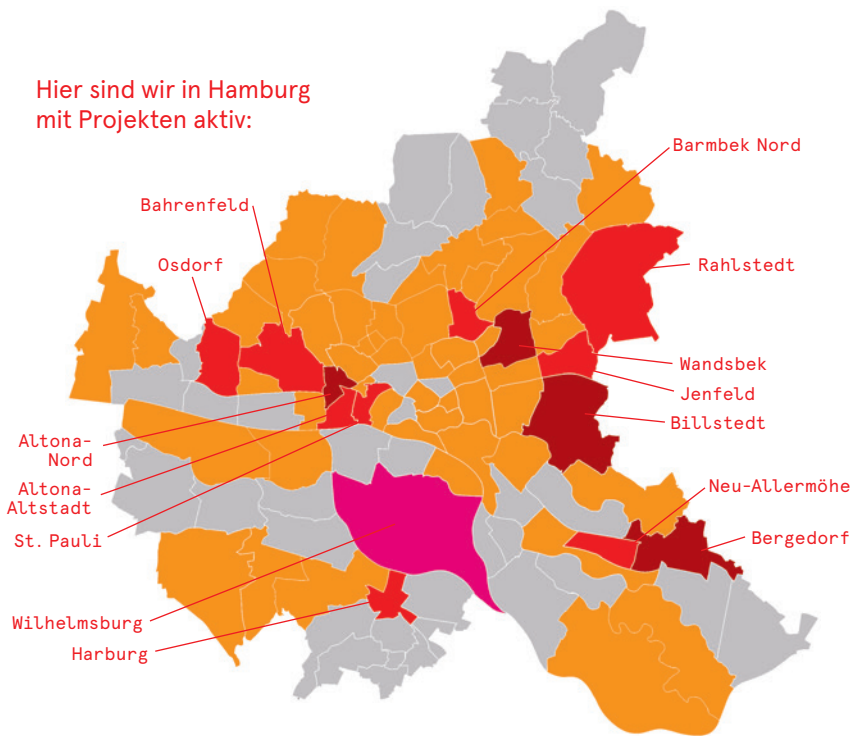 Hier sind wir in Hamburg
mit Projekten aktiv:
Barmbek Nord
Bahrenfeld
Osdorf
Rahlstedt
Wandsbek
Jenfeld
Billstedt
Altona-
Nord
Altona-
Altstadt
St. Pauli
Neu-Allermöhe
Bergedorf
Wilhelmsburg
Harburg